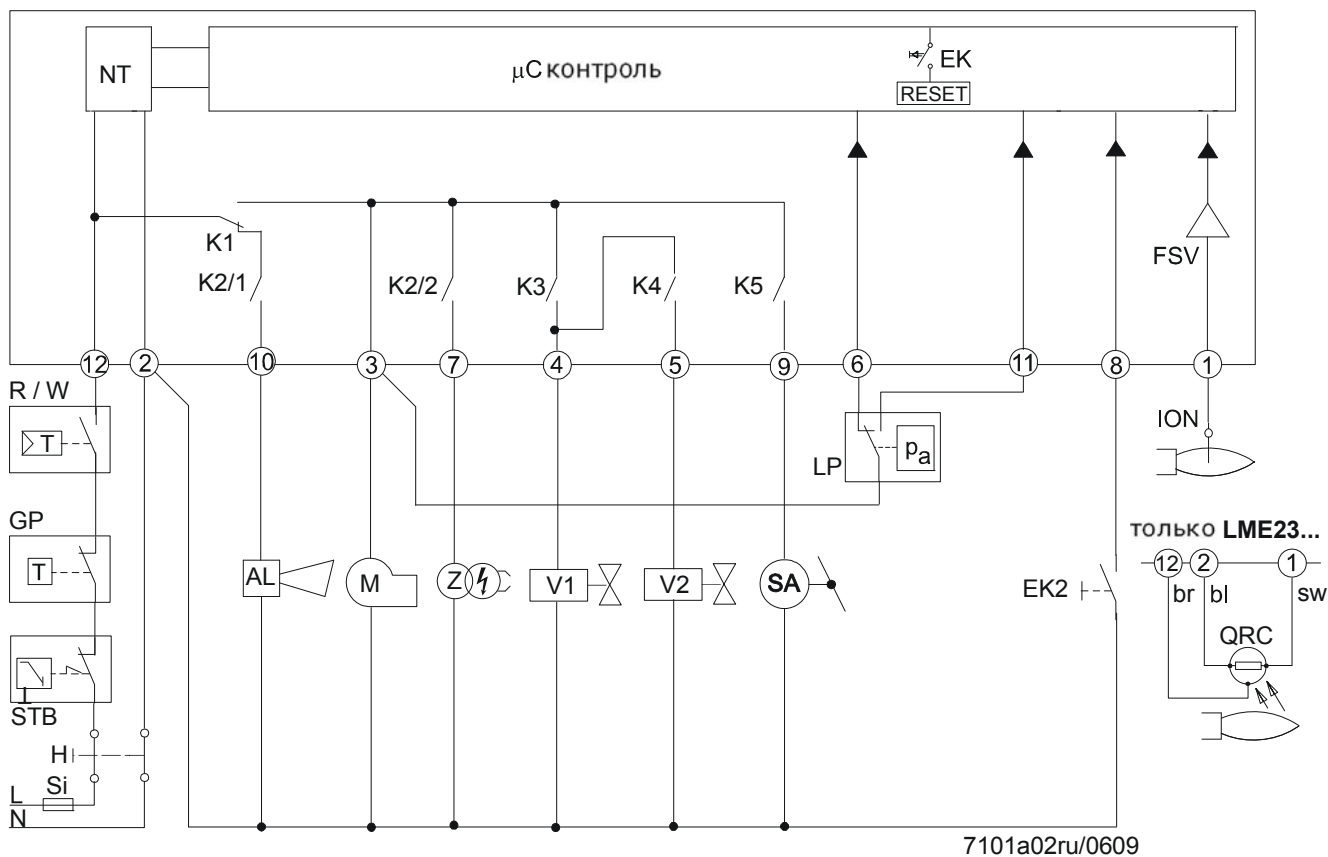 NT
µC контроль
EK
RESET
K1
K2/1
K2/2
K3
K4
K5
FSV
12
2
10
3
7
4
5
9
6
11
8
1
R / W
T
LP
pa
ION
GP
T
AL
M
Z
V1
V2
SA
EK2
только LME23...
12
2
1
br
bl
sw
QRC
STB
H
Si
L
N
7101a02ru/0609